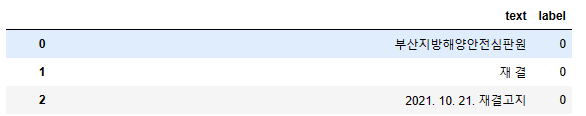 text label
0 부산지방해양안전심판원 0
1 재 결 0
2 2021. 10. 21. 재결고지 0